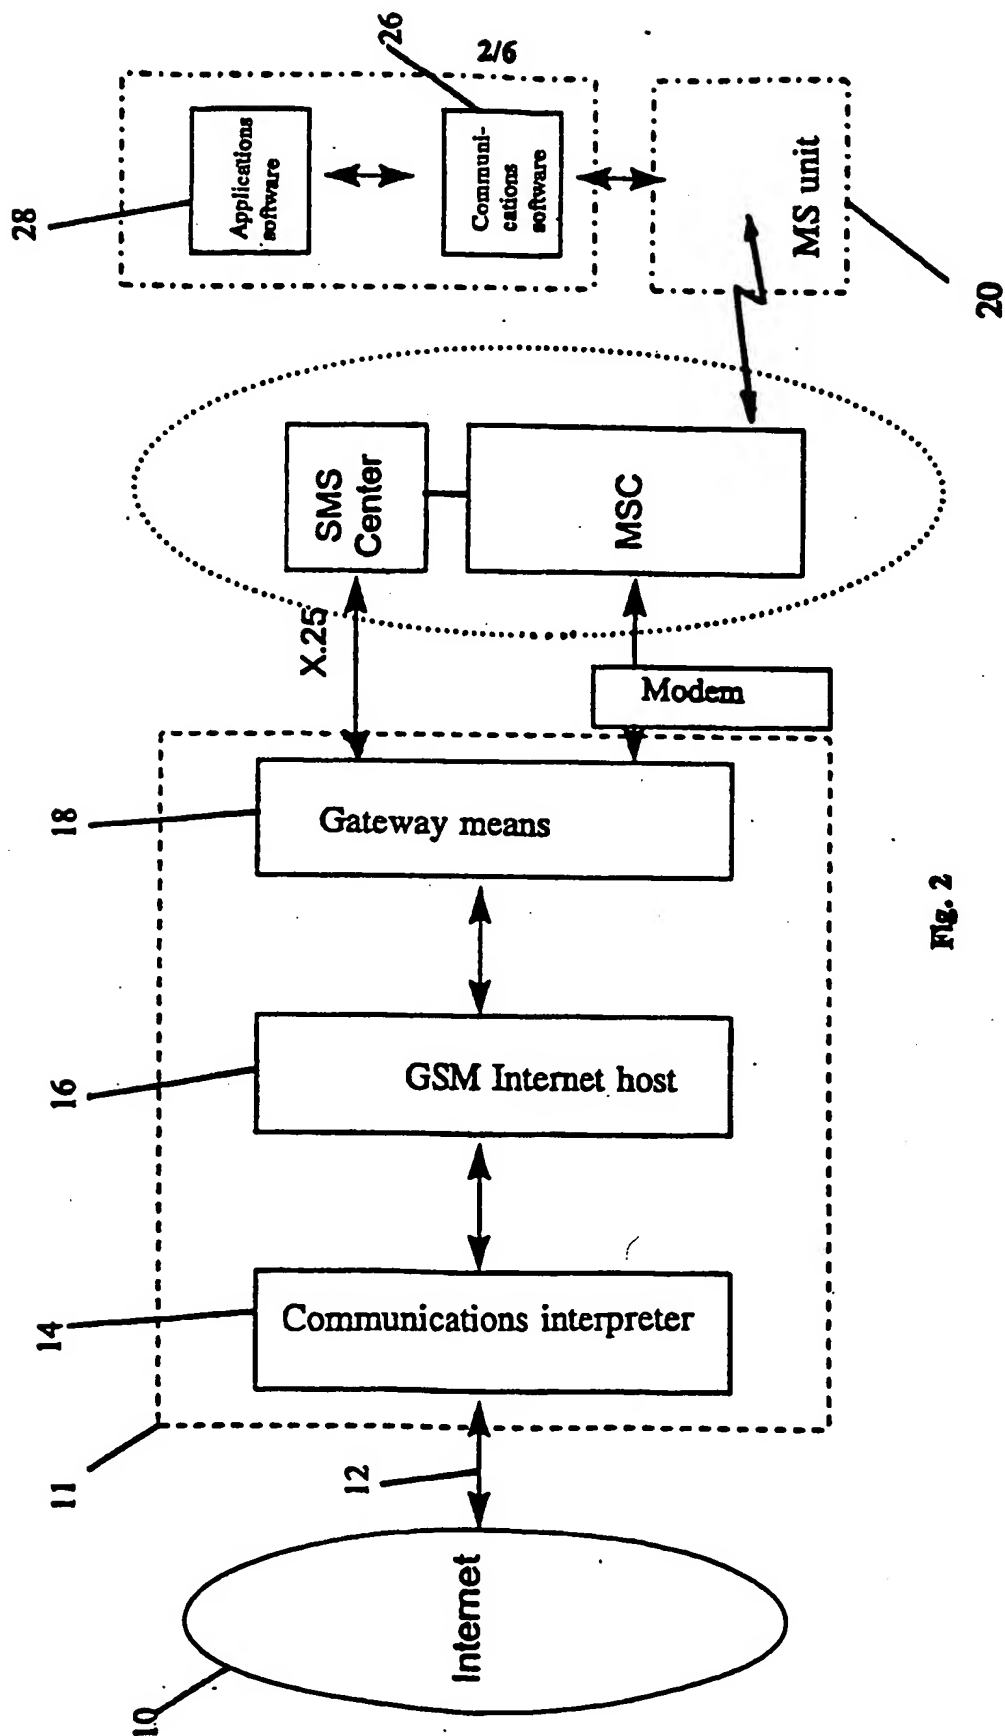 2/6
26
28
Applications
software
Communi-
cations
software
MS unit
20
SMS
Center
MSC
X.25
Modem
18
Gateway means
16
GSM Internet host
14
Communications interpreter
11
12
10
Internet
Fig. 2